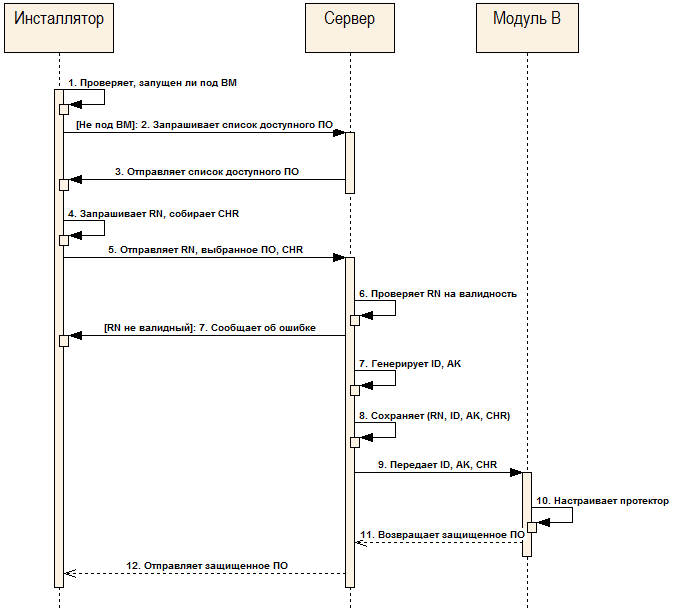 Инсталлятор
Сервер
Модуль B
1. Проверяет, запущен ли под ВМ
[Не под ВМ]: 2. Запрашивает список доступного ПО
3. Отправляет список доступного ПО
4. Запрашивает RN, собирает CHR
5. Отправляет RN, выбранное ПО, CHR
6. Проверяет RN на валидность
[RN не валидный]: 7. Сообщает об ошибке
7. Генерирует ID, AK
8. Сохраняет (RN, ID, AK, CHR)
9. Передает ID, AK, CHR
10. Настраивает протектор
11. Возвращает защищенное ПО
12. Отправляет защищенное ПО